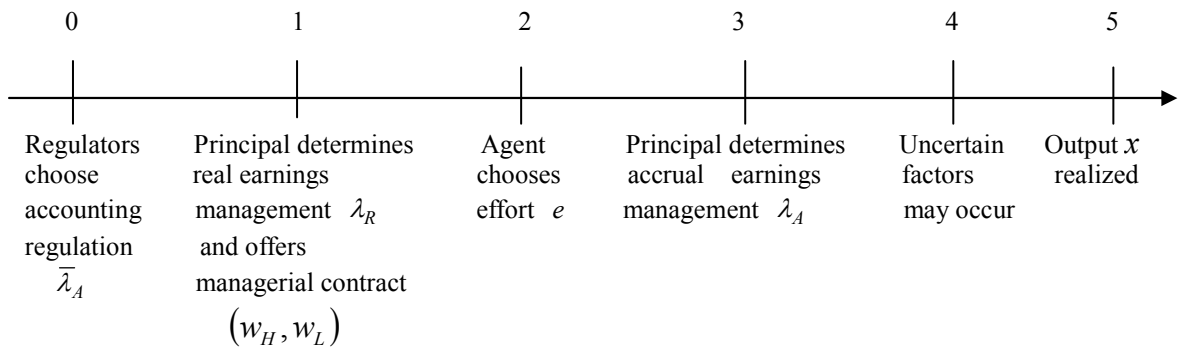 0 1 2 3 4 5
Regulators
choose
accounting
regulation
λ̄_A
Principal determines
real earnings
management λ_R
and offers
managerial contract
(w_H, w_L)
Agent
chooses
effort e
Principal determines
accrual earnings
management λ_A
Uncertain
factors
may occur
Output x
realized